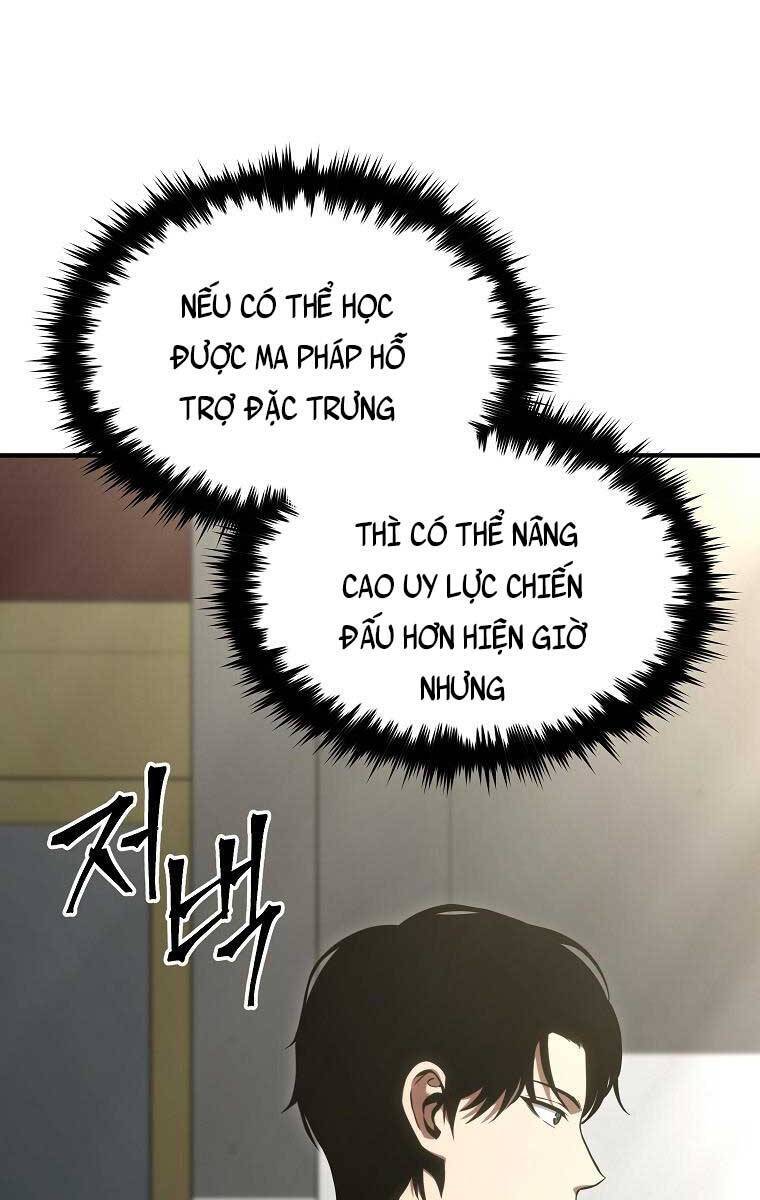 NẾU CÓ THỂ HỌC
ĐƯỢC MA PHÁP HỖ
TRỢ ĐẶC TRƯNG
THÌ CÓ THỂ NÂNG
CAO UY LỰC CHIẾN
ĐẤU HƠN HIỆN GIỜ
NHƯNG
저벅